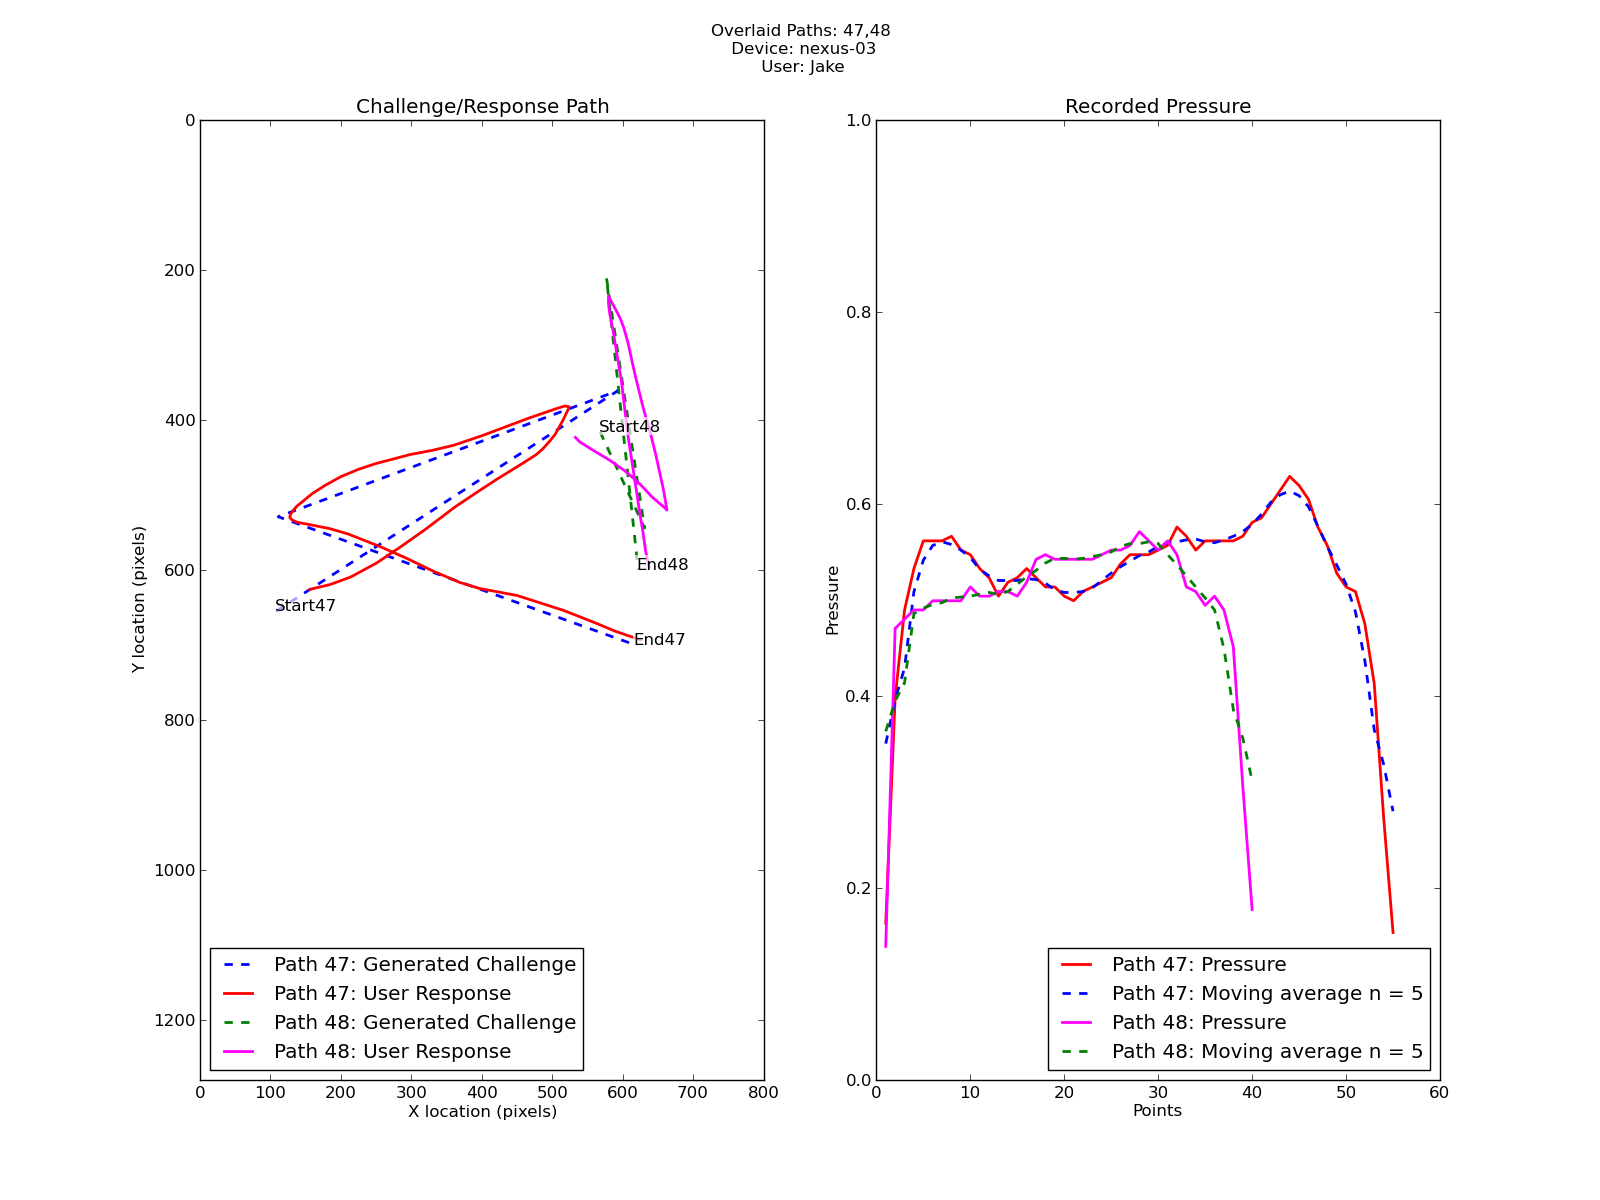 Overlaid Paths: 47,48
Device: nexus-03
User: Jake
Challenge/Response Path
0
200
400
600
800
1000
1200
Y location (pixels)
Start48
End48
Start47
End47
Path 47: Generated Challenge
Path 47: User Response
Path 48: Generated Challenge
Path 48: User Response
0 100 200 300 400 500 600 700 800
X location (pixels)
Recorded Pressure
1.0
0.8
0.6
0.4
0.2
0.0
Pressure
Path 47: Pressure
Path 47: Moving average n = 5
Path 48: Pressure
Path 48: Moving average n = 5
0 10 20 30 40 50 60
Points